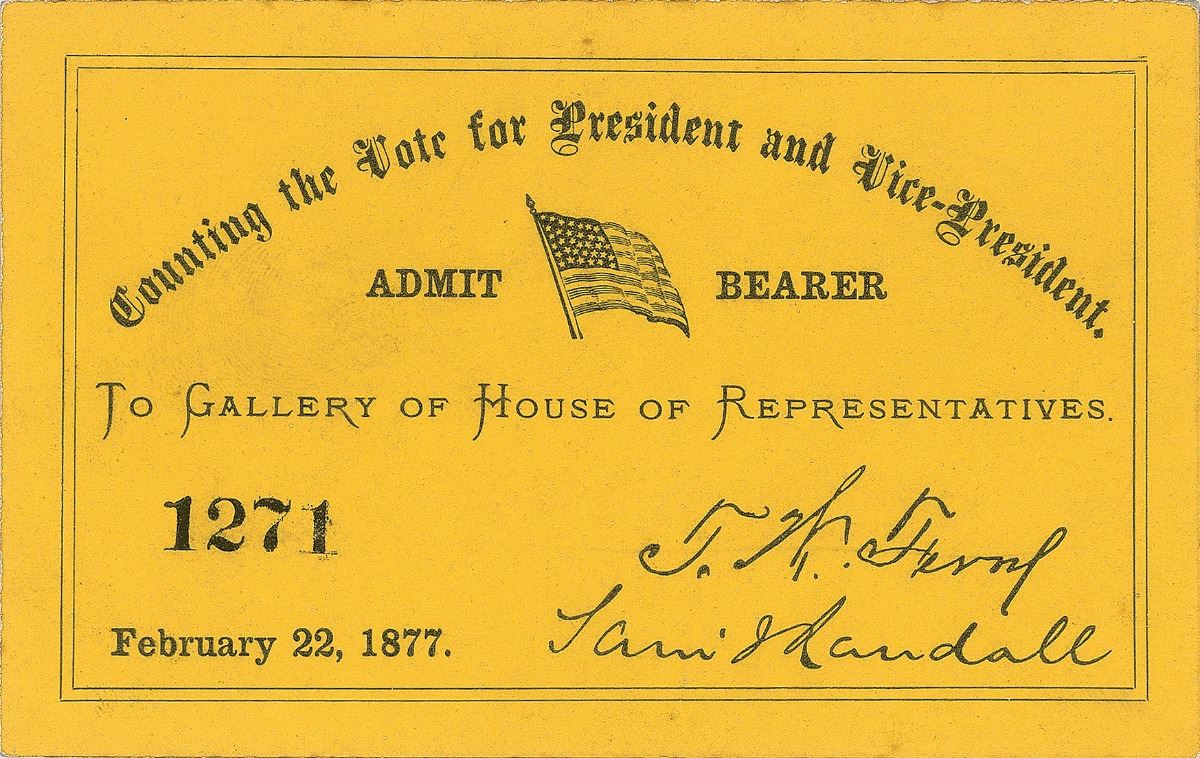 Counting the Vote for President and Vice-President.
ADMIT BEARER
To Gallery of House of Representatives.
1271
T. W. Ferry
February 22, 1877.
Sam J Randall